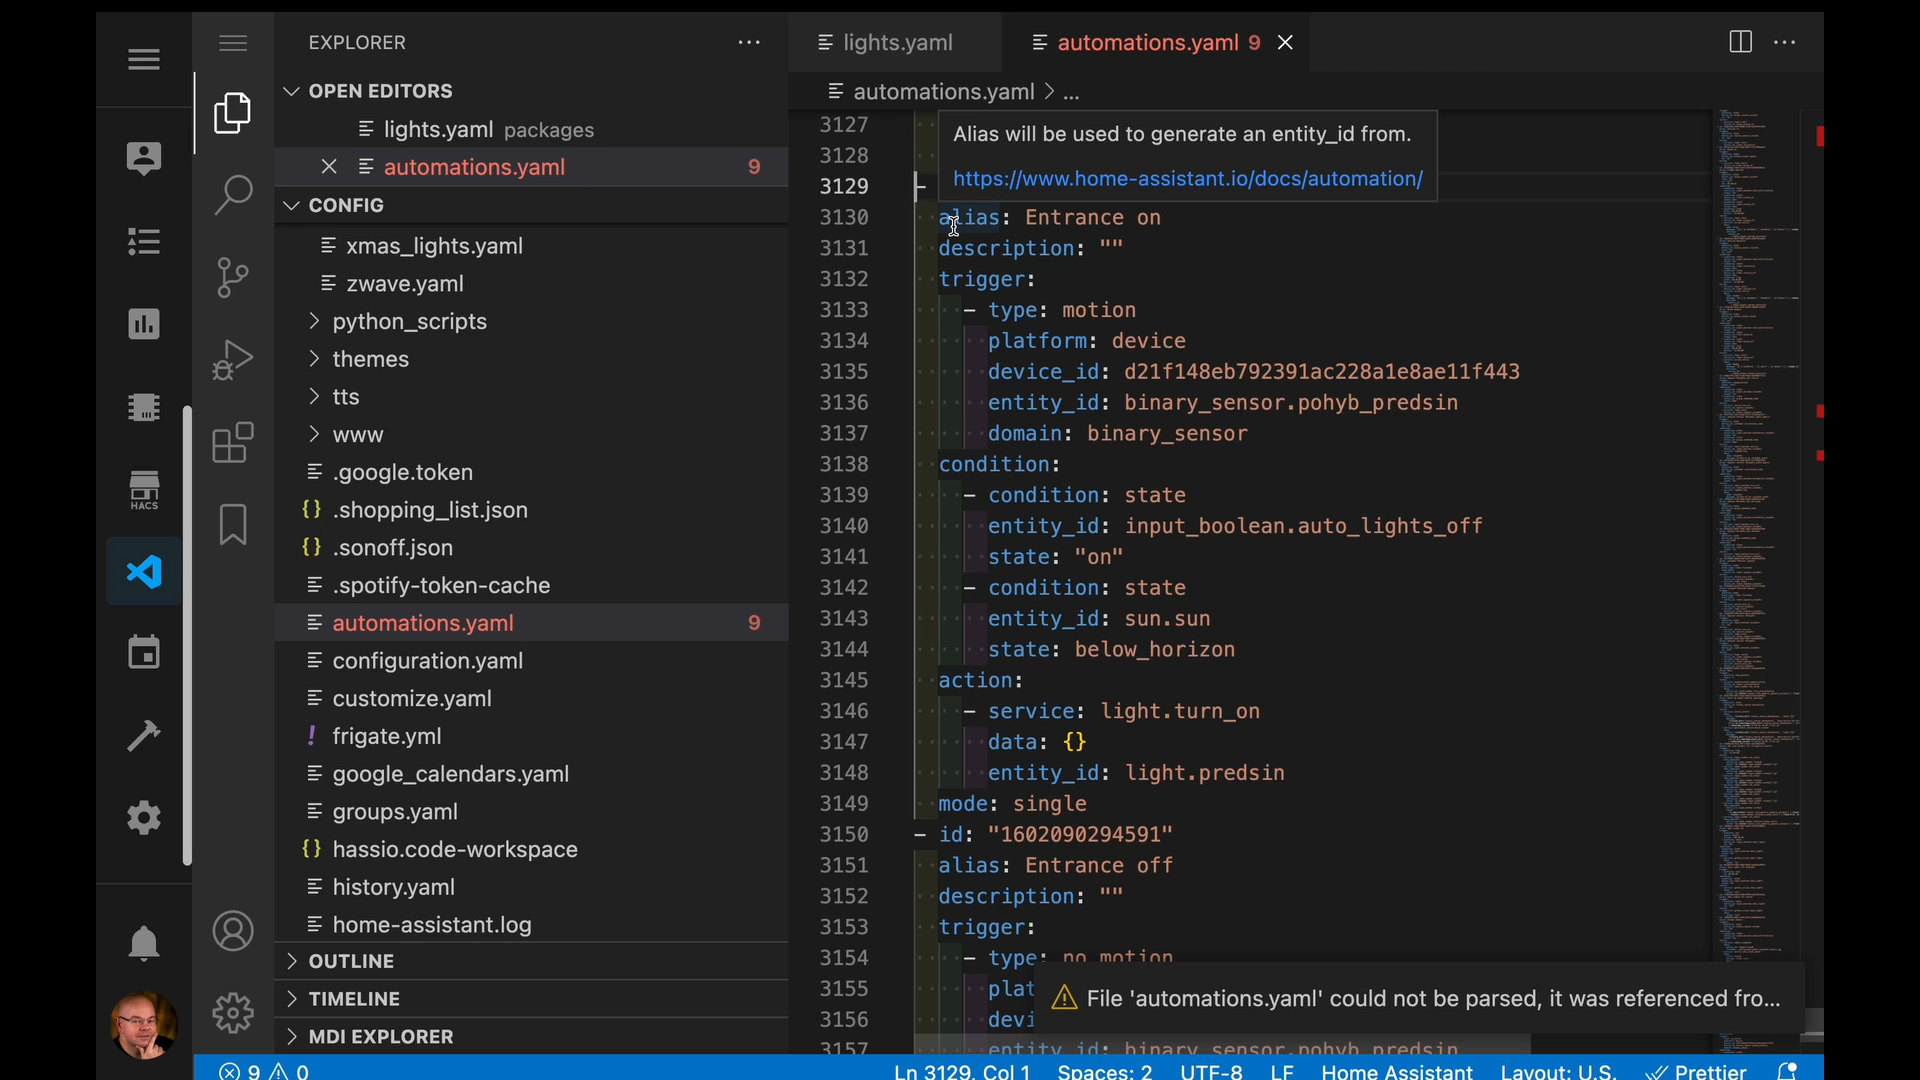 EXPLORER
lights.yaml
automations.yaml 9
OPEN EDITORS
lights.yaml packages
automations.yaml 9
CONFIG
xmas_lights.yaml
zwave.yaml
python_scripts
themes
tts
www
.google.token
.shopping_list.json
.sonoff.json
.spotify-token-cache
automations.yaml 9
configuration.yaml
customize.yaml
frigate.yml
google_calendars.yaml
groups.yaml
hassio.code-workspace
history.yaml
home-assistant.log
OUTLINE
TIMELINE
MDI EXPLORER
HACS
automations.yaml > ...
Alias will be used to generate an entity_id from.
https://www.home-assistant.io/docs/automation/
3127
3128
3129 -
3130 alias: Entrance on
3131 description: ""
3132 trigger:
3133 - type: motion
3134 platform: device
3135 device_id: d21f148eb792391ac228a1e8ae11f443
3136 entity_id: binary_sensor.pohyb_predsin
3137 domain: binary_sensor
3138 condition:
3139 - condition: state
3140 entity_id: input_boolean.auto_lights_off
3141 state: "on"
3142 - condition: state
3143 entity_id: sun.sun
3144 state: below_horizon
3145 action:
3146 - service: light.turn_on
3147 data: {}
3148 entity_id: light.predsin
3149 mode: single
3150 - id: "1602090294591"
3151 alias: Entrance off
3152 description: ""
3153 trigger:
3154 - type: no_motion
3155 plat
3156 devi
3157 entity_id: binary_sensor.pohyb_predsin
File 'automations.yaml' could not be parsed, it was referenced fro...
9 0
Ln 3129, Col 1 Spaces: 2 UTF-8 LF Home Assistant Layout: U.S. Prettier